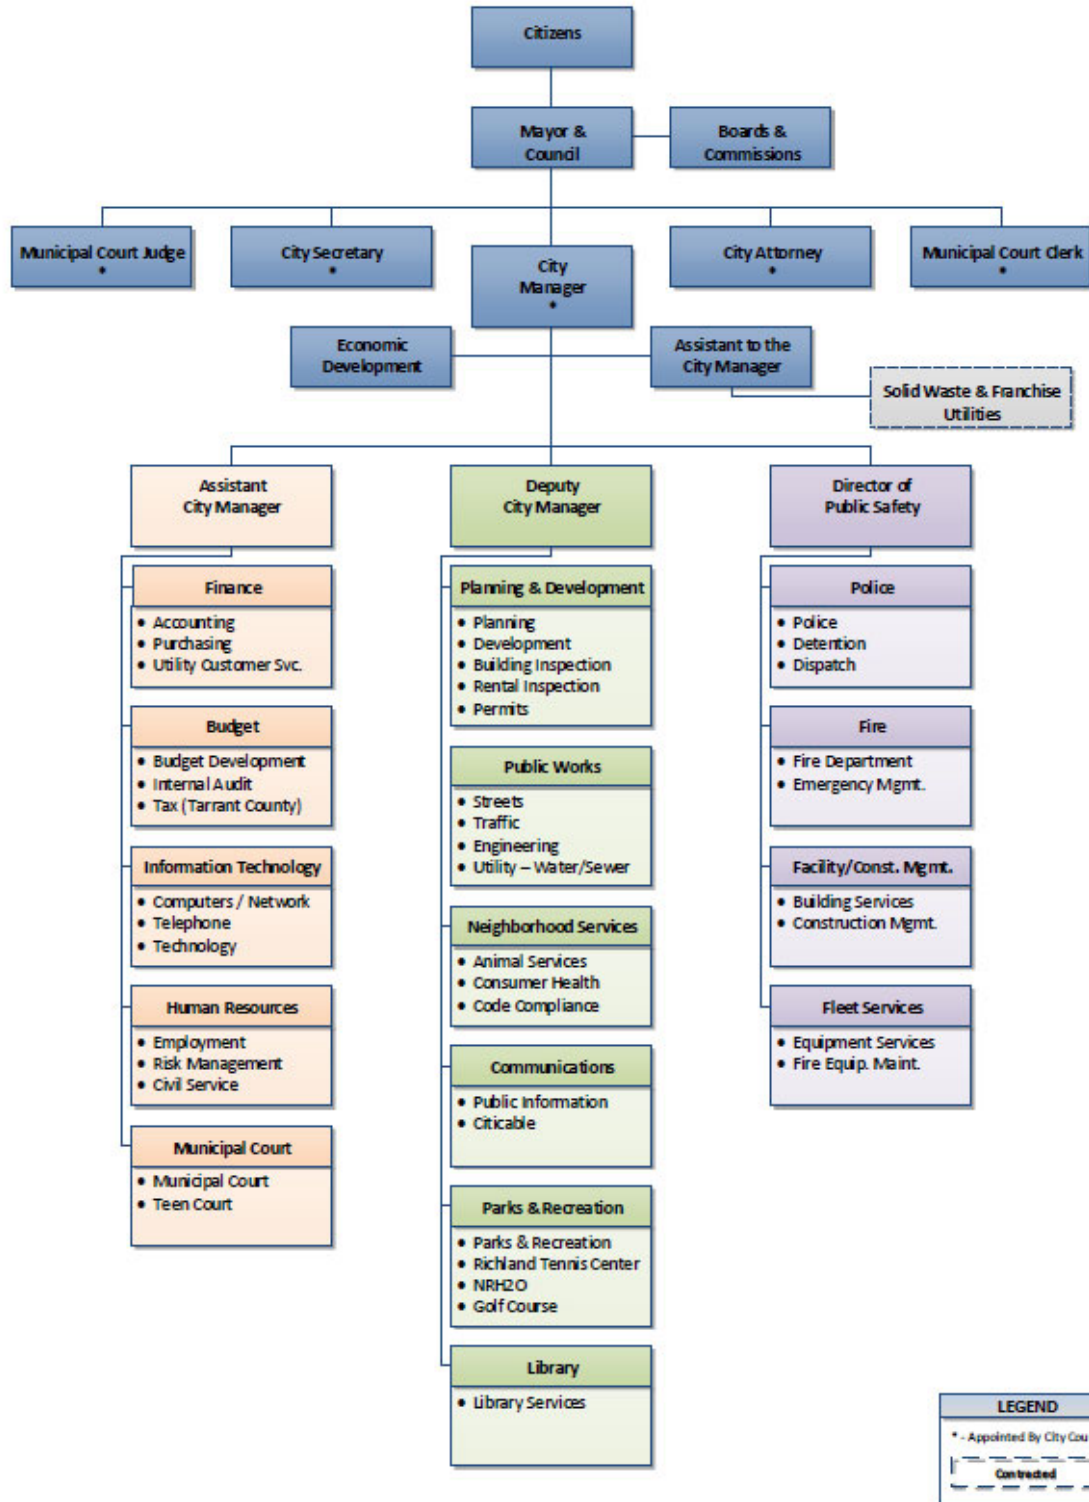 Citizens
Mayor &
Council
Boards &
Commissions
Municipal Court Judge
*
City Secretary
*
City
Manager
*
City Attorney
*
Municipal Court Clerk
*
Economic
Development
Assistant to the
City Manager
Solid Waste & Franchise
Utilities
Assistant
City Manager
Finance
• Accounting
• Purchasing
• Utility Customer Svc.
Budget
• Budget Development
• Internal Audit
• Tax (Tarrant County)
Information Technology
• Computers / Network
• Telephone
• Technology
Human Resources
• Employment
• Risk Management
• Civil Service
Municipal Court
• Municipal Court
• Teen Court
Deputy
City Manager
Planning & Development
• Planning
• Development
• Building Inspection
• Rental Inspection
• Permits
Public Works
• Streets
• Traffic
• Engineering
• Utility – Water/Sewer
Neighborhood Services
• Animal Services
• Consumer Health
• Code Compliance
Communications
• Public Information
• Citicable
Parks & Recreation
• Parks & Recreation
• Richland Tennis Center
• NRH2O
• Golf Course
Library
• Library Services
Director of
Public Safety
Police
• Police
• Detention
• Dispatch
Fire
• Fire Department
• Emergency Mgmt.
Facility/Const. Mgmt.
• Building Services
• Construction Mgmt.
Fleet Services
• Equipment Services
• Fire Equip. Maint.
LEGEND
* - Appointed By City Cou
Contracted